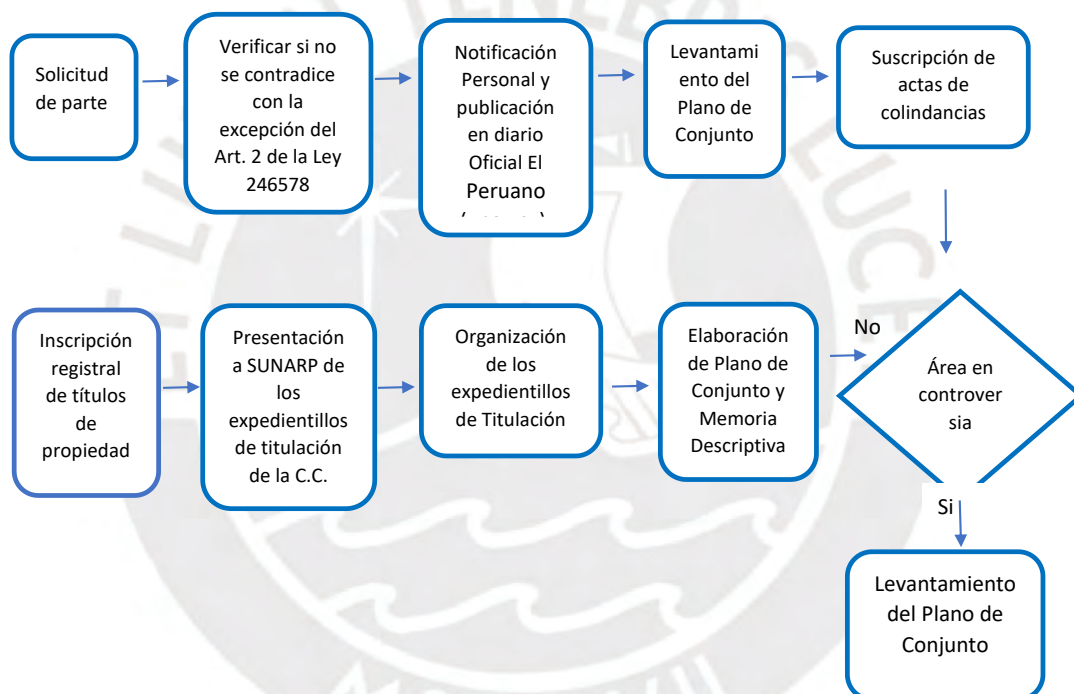 Solicitud
de parte
Verificar si no
se contradice
con la
excepción del
Art. 2 de la Ley
246578
Notificación
Personal y
publicación
en diario
Oficial El
Peruano
Levantami
ento del
Plano de
Conjunto
Suscripción de
actas de
colindancias
Inscripción
registral
de títulos
de
propiedad
Presentación
a SUNARP de
los
expedientillos
de titulación
de la C.C.
Organización
de los
expedientillos
de Titulación
Elaboración
de Plano de
Conjunto y
Memoria
Descriptiva
No
Área en
controver
sia
Si
Levantamiento
del Plano de
Conjunto